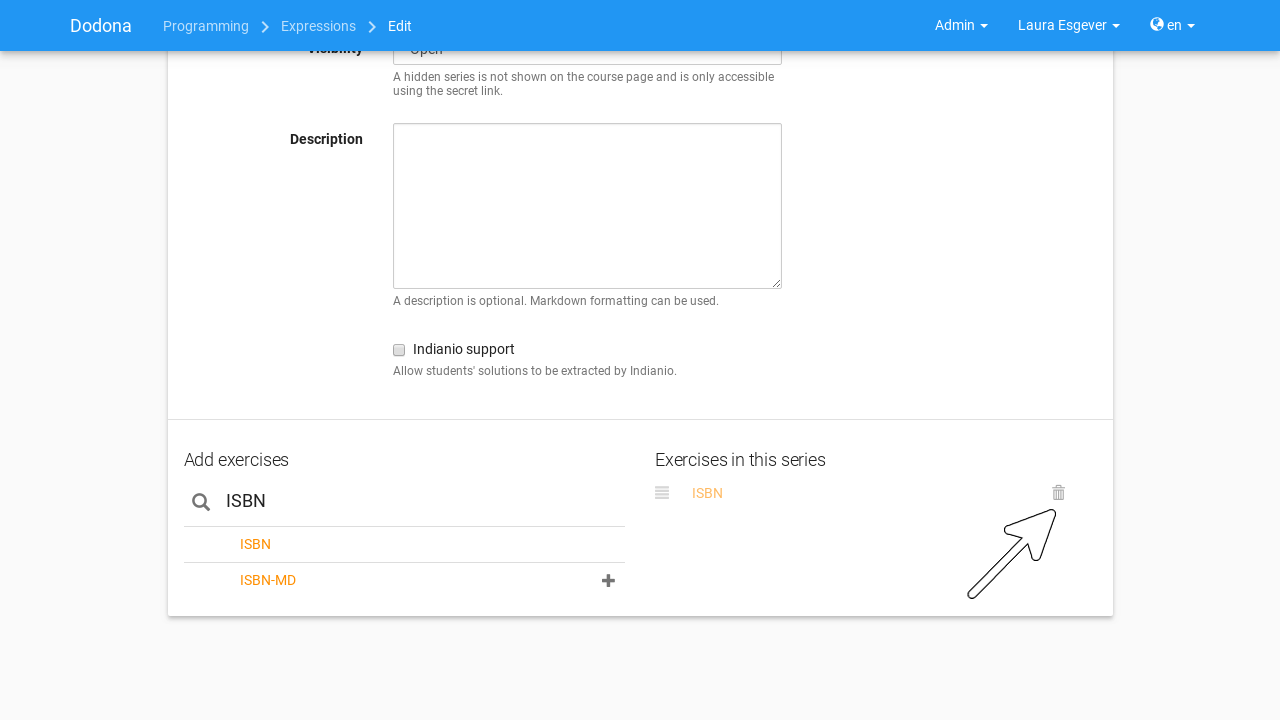 Dodona
Programming
Expressions
Edit
Admin
Laura Esgever
en
Visibility
Open
A hidden series is not shown on the course page and is only accessible
using the secret link.
Description
A description is optional. Markdown formatting can be used.
Indianio support
Allow students' solutions to be extracted by Indianio.
Add exercises
ISBN
ISBN
ISBN-MD
Exercises in this series
ISBN